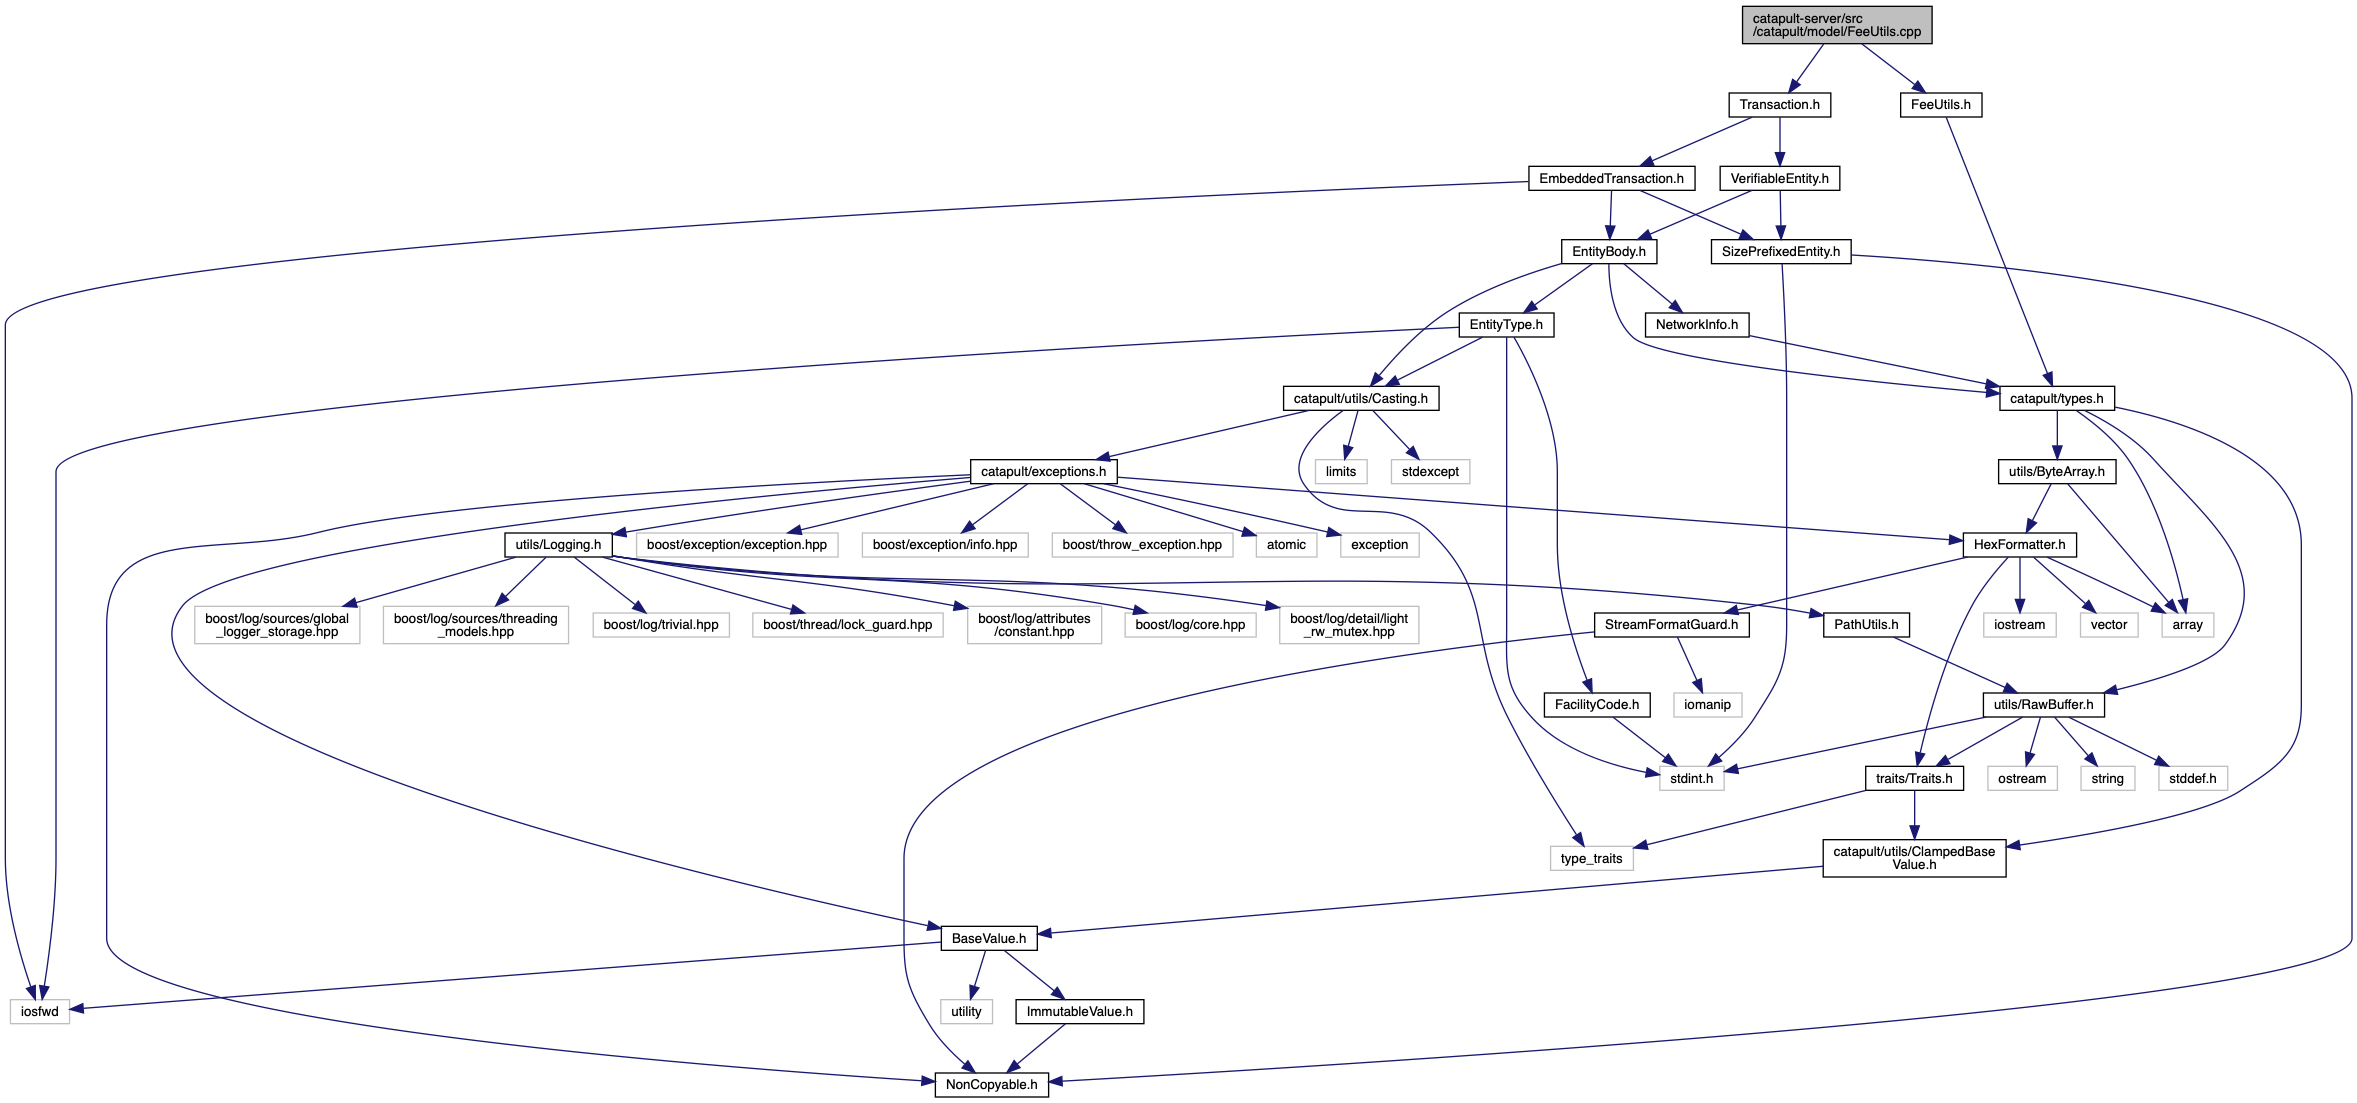 catapult-server/src
/catapult/model/FeeUtils.cpp
Transaction.h
FeeUtils.h
EmbeddedTransaction.h
VerifiableEntity.h
EntityBody.h
SizePrefixedEntity.h
EntityType.h
NetworkInfo.h
catapult/utils/Casting.h
catapult/types.h
catapult/exceptions.h
limits
stdexcept
utils/ByteArray.h
utils/Logging.h
boost/exception/exception.hpp
boost/exception/info.hpp
boost/throw_exception.hpp
atomic
exception
HexFormatter.h
boost/log/sources/global
_logger_storage.hpp
boost/log/sources/threading
_models.hpp
boost/log/trivial.hpp
boost/thread/lock_guard.hpp
boost/log/attributes
/constant.hpp
boost/log/core.hpp
boost/log/detail/light
_rw_mutex.hpp
StreamFormatGuard.h
PathUtils.h
iostream
vector
array
FacilityCode.h
iomanip
utils/RawBuffer.h
stdint.h
traits/Traits.h
ostream
string
stddef.h
type_traits
catapult/utils/ClampedBase
Value.h
BaseValue.h
iosfwd
utility
ImmutableValue.h
NonCopyable.h